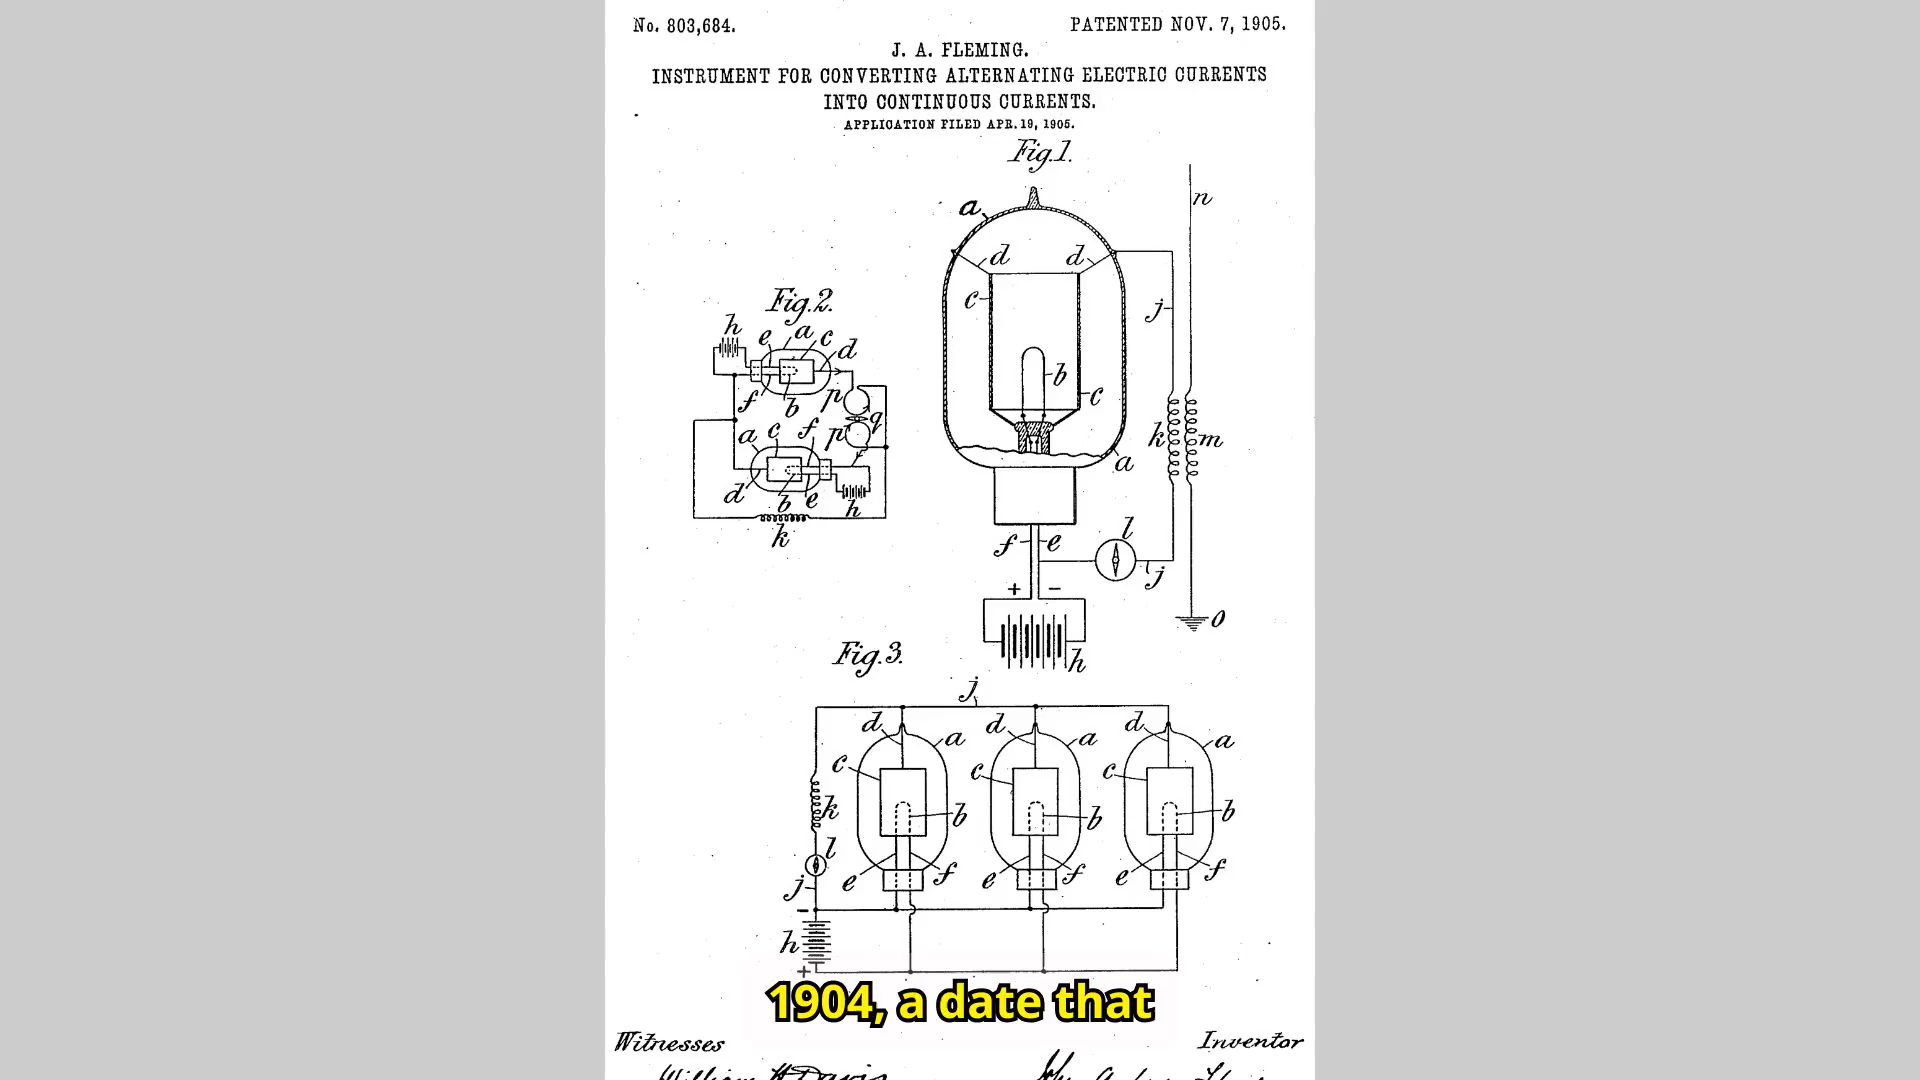 No. 803,684.
PATENTED NOV. 7, 1905.
J. A. FLEMING.
INSTRUMENT FOR CONVERTING ALTERNATING ELECTRIC CURRENTS
INTO CONTINUOUS CURRENTS.
APPLICATION FILED APR. 19, 1905.
Fig.1.
n
a
d
d
c
j
b
c
k
m
a
f
e
l
j
+
-
o
h
Fig.2.
h
e
a
c
d
f
b
p
q
a
c
f
p
d
b
e
h
k
Fig.3.
j
d
a
d
a
d
a
c
c
c
k
b
b
b
l
j
e
f
e
f
e
f
-
h
+
1904, a date that
Witnesses
Inventor